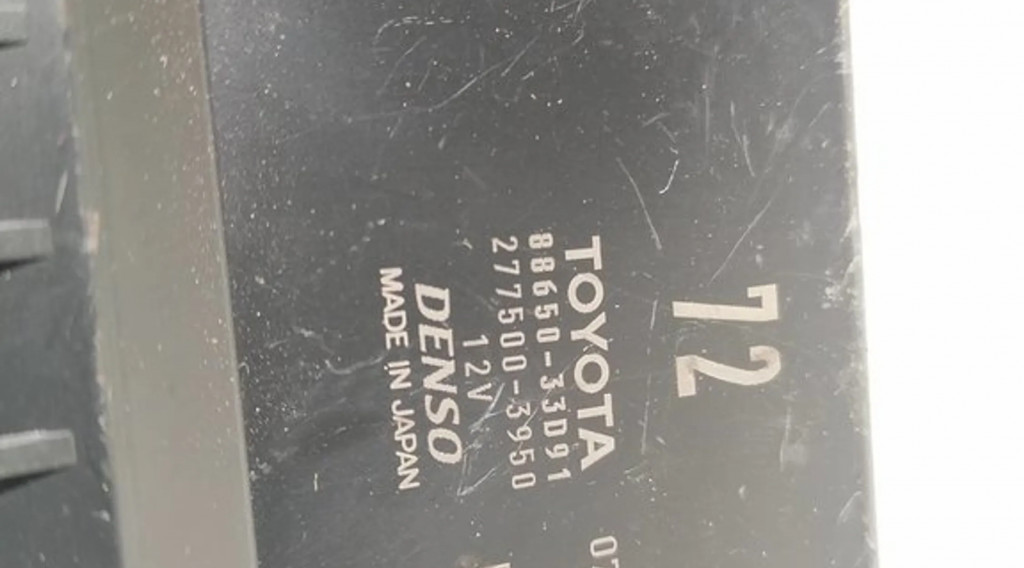 72
TOYOTA
88650-33D91
277500-3950
12V
DENSO
MADE IN JAPAN